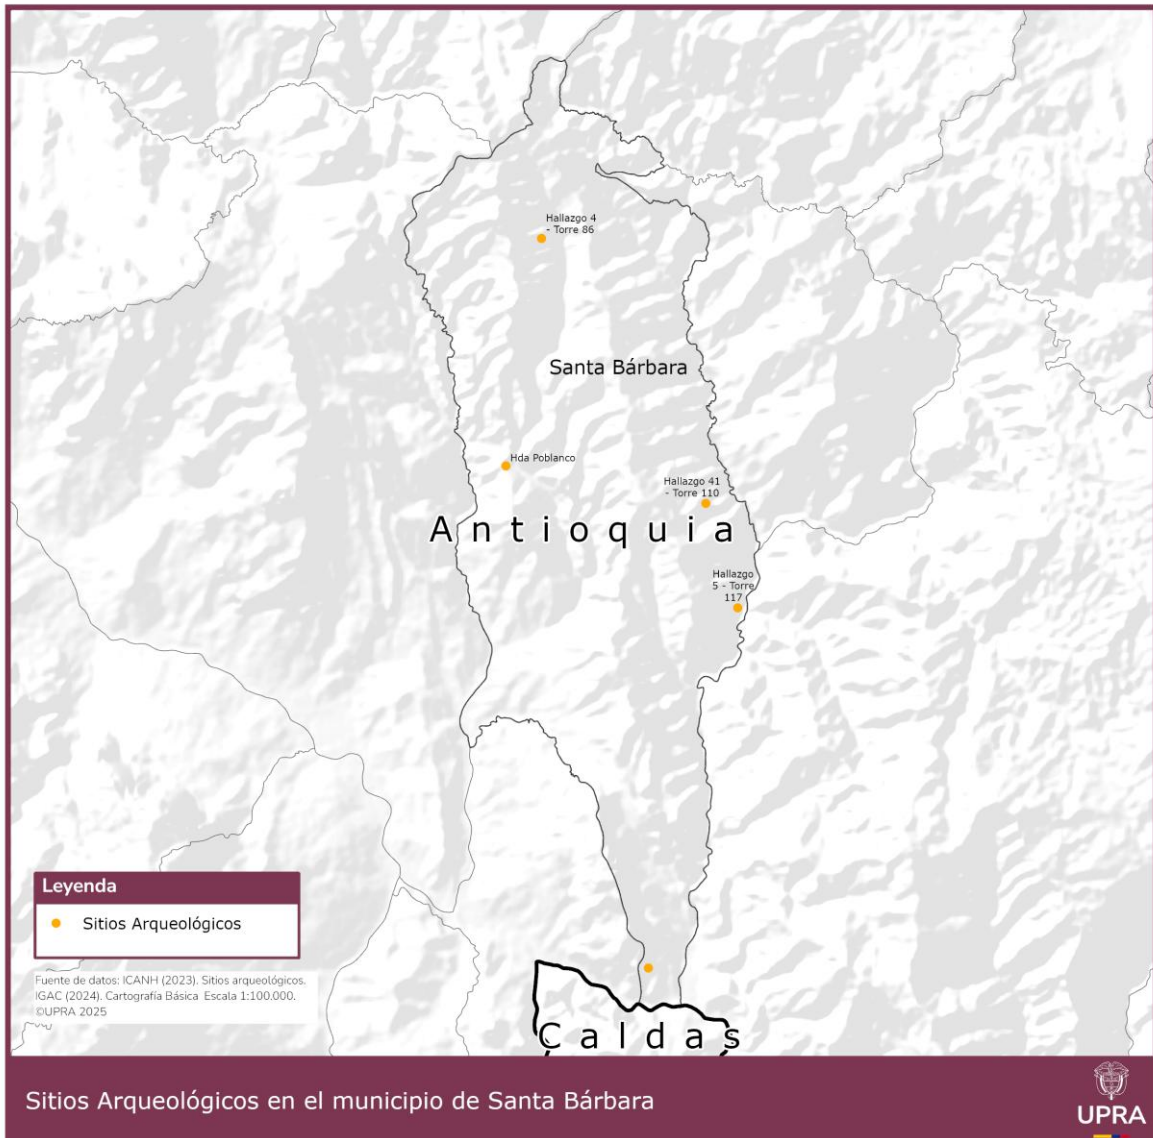 Hallazgo 4
- Torre 86
Santa Bárbara
Hda Poblanco
Hallazgo 41
- Torre 110
Antioquia
Hallazgo
5 - Torre
117
Leyenda
Sitios Arqueológicos
Fuente de datos: ICANH (2023). Sitios arqueológicos.
IGAC (2024). Cartografía Básica Escala 1:100.000.
©UPRA 2025
Caldas
Sitios Arqueológicos en el municipio de Santa Bárbara
UPRA